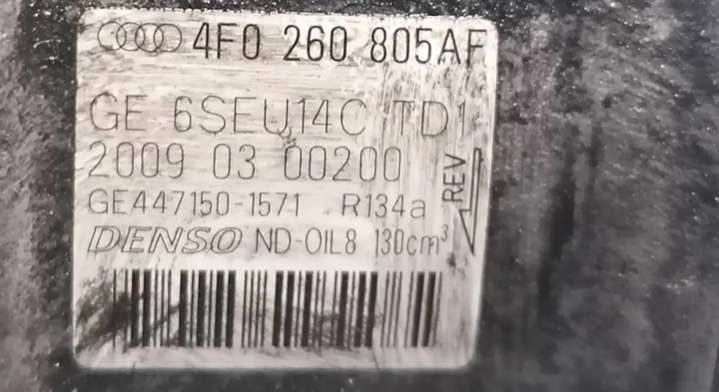 4F0 260 805AF
GE 6SEU14C TD1
2009 03 00200
GE447150-1571 R134a
REV
DENSO ND-OIL8 130cm³